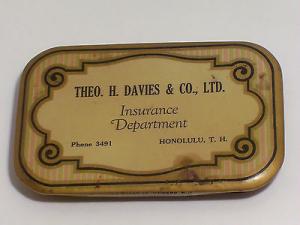 THEO. H. DAVIES & CO., LTD.
Insurance
Department
Phone 3491 HONOLULU, T. H.